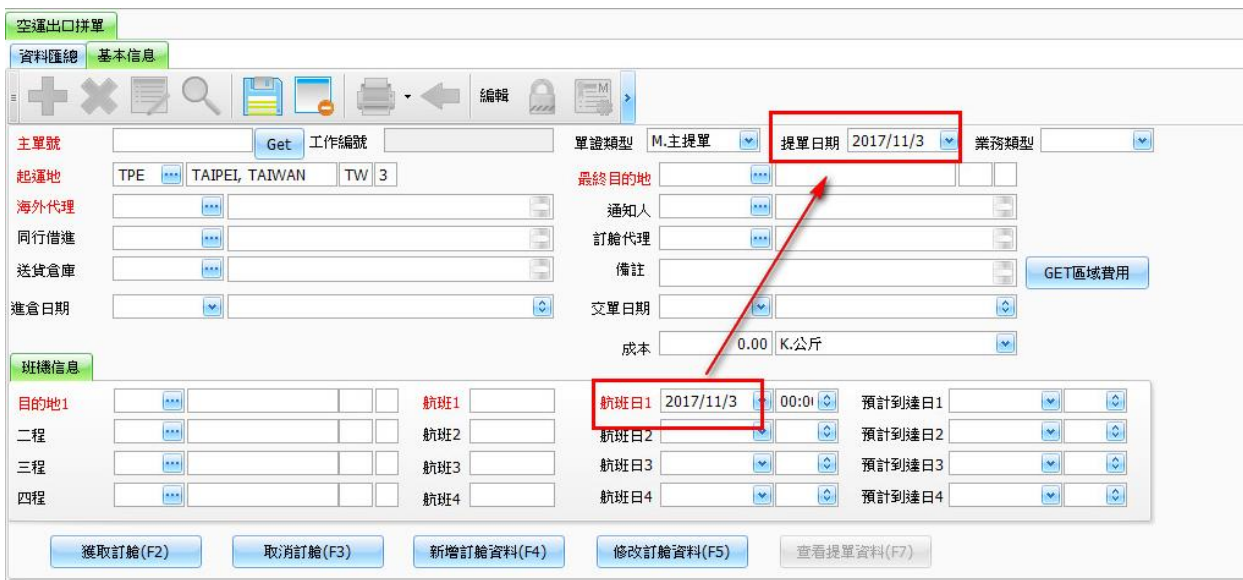 空運出口拼單
資料匯總 基本信息
編輯 M
主單號 Get 工作編號 單證類型 M.主提單 提單日期 2017/11/3 業務類型
起運地 TPE TAIPEI, TAIWAN TW 3 最終目的地
海外代理 通知人
同行借進 訂艙代理
送貨倉庫 備註 GET區域費用
進倉日期 交單日期
成本 0.00 K.公斤
班機信息
目的地1 航班1 航班日1 2017/11/3 00:0 預計到達日1
二程 航班2 航班日2 預計到達日2
三程 航班3 航班日3 預計到達日3
四程 航班4 航班日4 預計到達日4
獲取訂艙(F2) 取消訂艙(F3) 新增訂艙資料(F4) 修改訂艙資料(F5) 查看提單資料(F7)